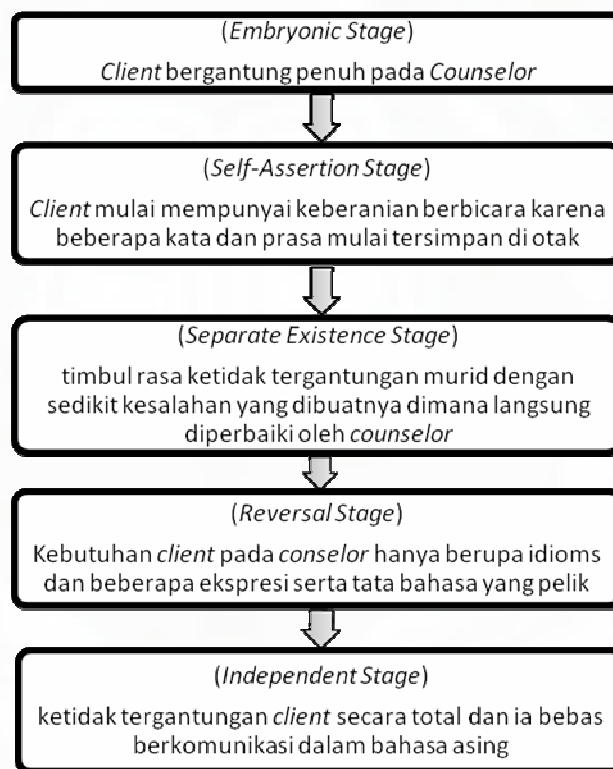 (Embryonic Stage)
Client bergantung penuh pada Counselor
(Self-Assertion Stage)
Client mulai mempunyai keberanian berbicara karena
beberapa kata dan prasa mulai tersimpan di otak
(Separate Existence Stage)
timbul rasa ketidak tergantungan murid dengan
sedikit kesalahan yang dibuatnya dimana langsung
diperbaiki oleh counselor
(Reversal Stage)
Kebutuhan client pada conselor hanya berupa idioms
dan beberapa ekspresi serta tata bahasa yang pelik
(Independent Stage)
ketidak tergantungan client secara total dan ia bebas
berkomunikasi dalam bahasa asing